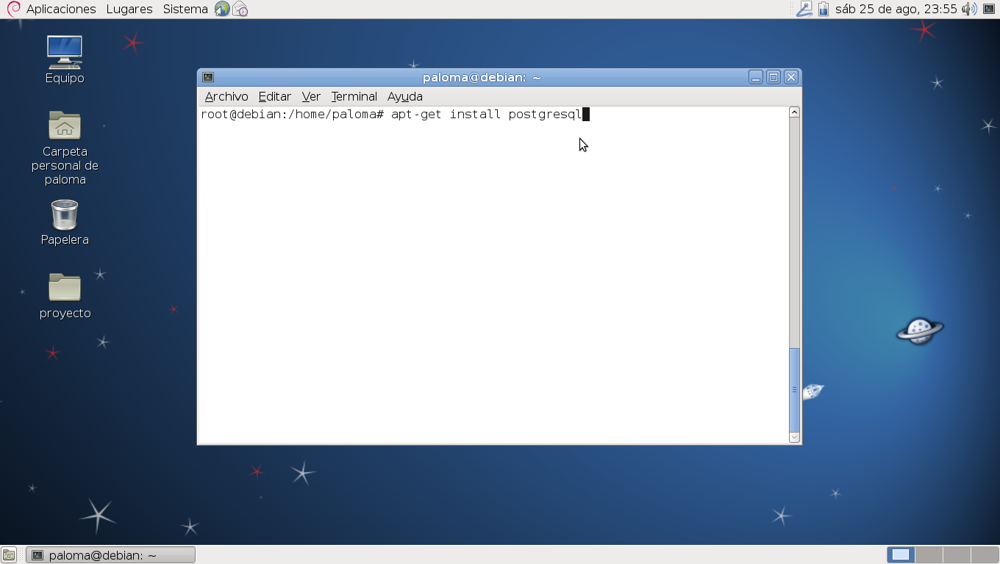 Aplicaciones Lugares Sistema sáb 25 de ago, 23:55
Equipo
Carpeta
personal de
paloma
Papelera
proyecto
paloma@debian: ~
Archivo Editar Ver Terminal Ayuda
root@debian:/home/paloma# apt-get install postgresql
paloma@debian: ~